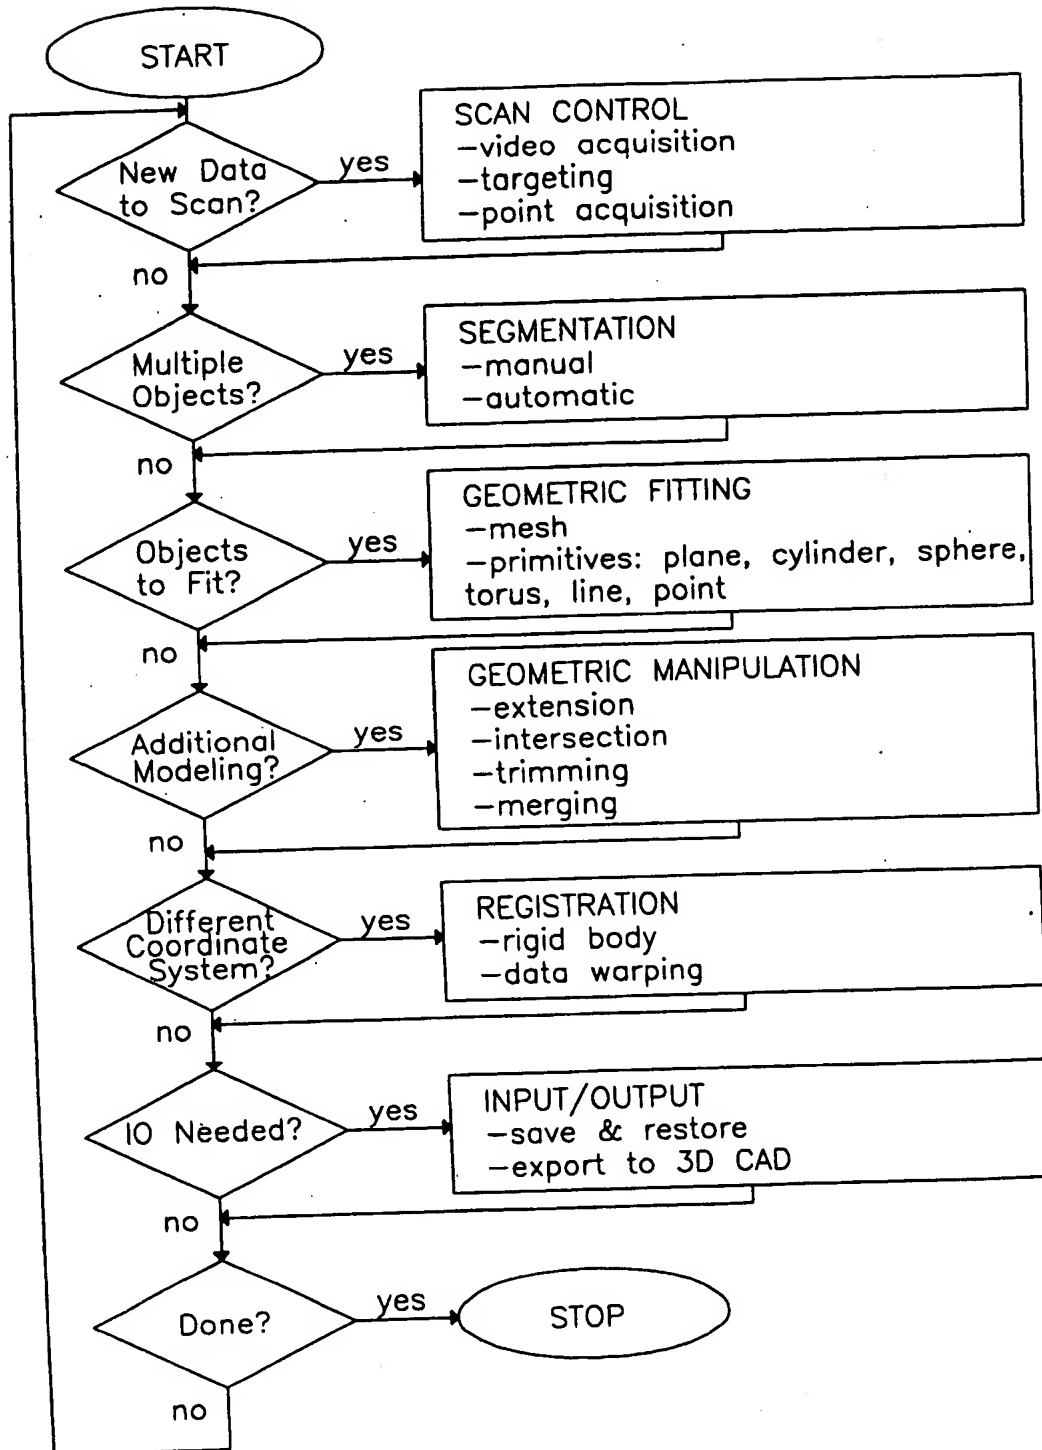 START
New Data
to Scan?
yes
SCAN CONTROL
–video acquisition
–targeting
–point acquisition
no
Multiple
Objects?
yes
SEGMENTATION
–manual
–automatic
no
Objects
to Fit?
yes
GEOMETRIC FITTING
–mesh
–primitives: plane, cylinder, sphere,
torus, line, point
no
Additional
Modeling?
yes
GEOMETRIC MANIPULATION
–extension
–intersection
–trimming
–merging
no
Different
Coordinate
System?
yes
REGISTRATION
–rigid body
–data warping
no
IO Needed?
yes
INPUT/OUTPUT
–save & restore
–export to 3D CAD
no
Done?
yes
STOP
no